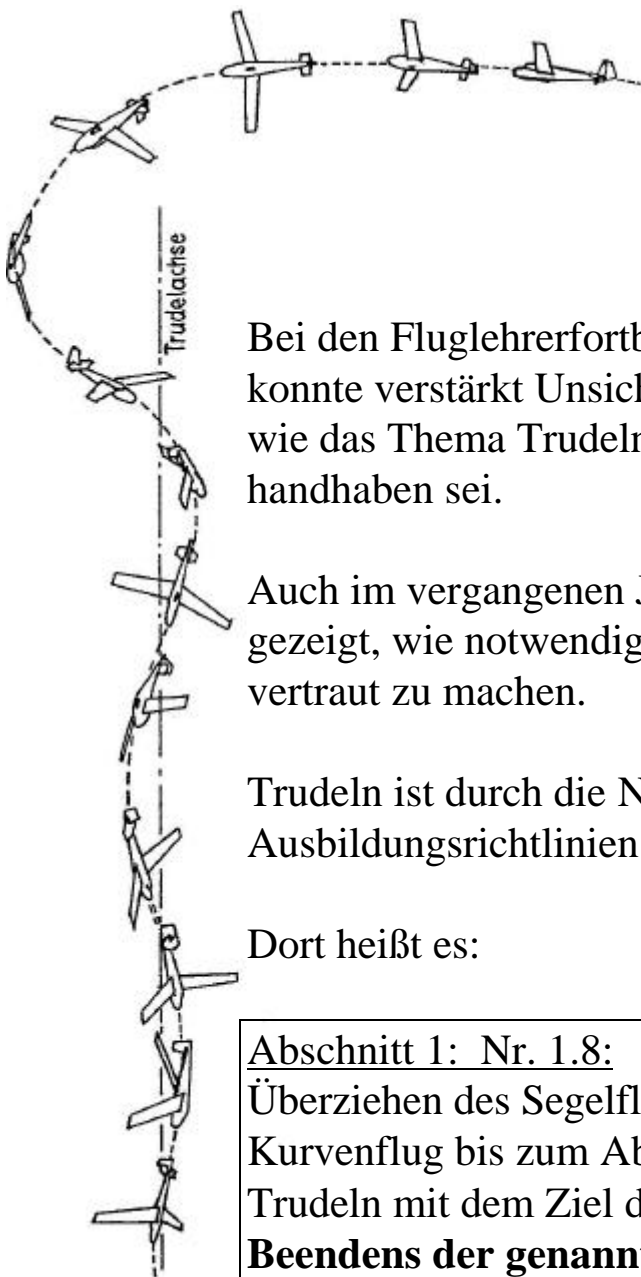 Trudelachse
Bei den Fluglehrerfortb
konnte verstärkt Unsich
wie das Thema Trudeln
handhaben sei.
Auch im vergangenen J
gezeigt, wie notwendig
vertraut zu machen.
Trudeln ist durch die N
Ausbildungsrichtlinien
Dort heißt es:
Abschnitt 1: Nr. 1.8:
Überziehen des Segelfl
Kurvenflug bis zum Ab
Trudeln mit dem Ziel d
Beendens der genannt